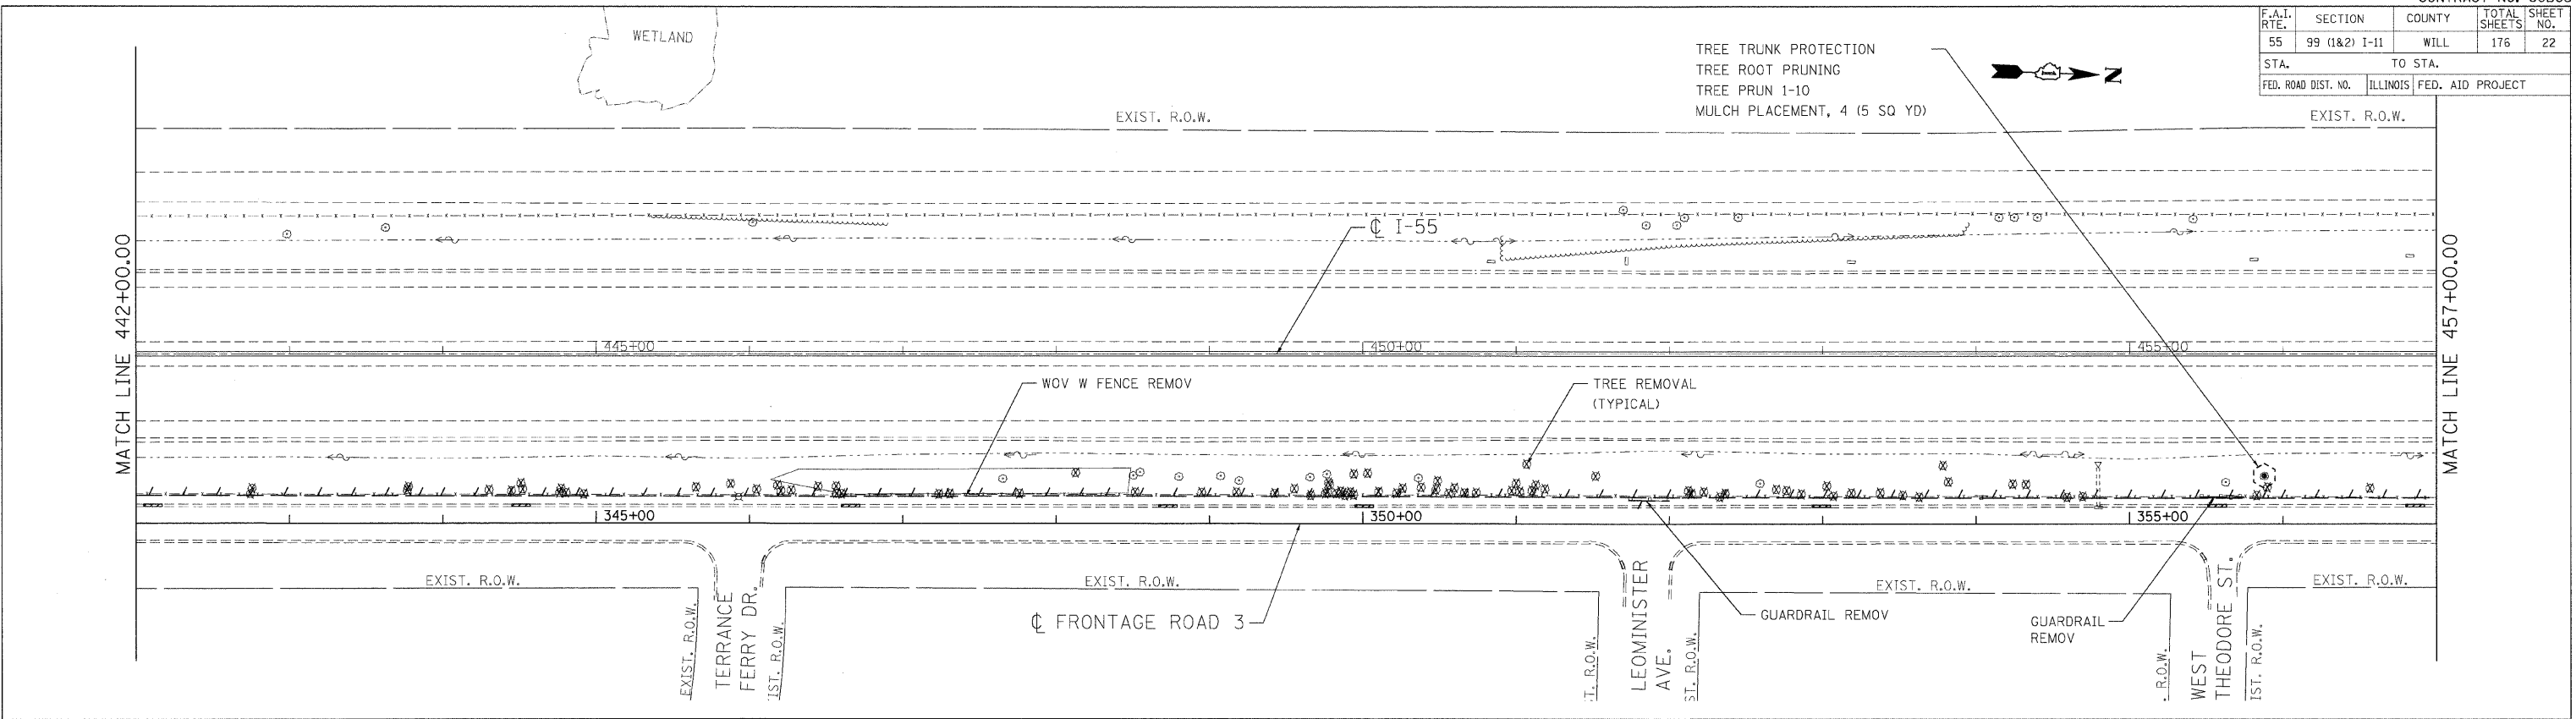 F.A.I. RTE. SECTION COUNTY TOTAL SHEETS SHEET NO.
55 99 (1&2) I-11 WILL 176 22
STA. TO STA.
FED. ROAD DIST. NO. ILLINOIS FED. AID PROJECT
WETLAND
TREE TRUNK PROTECTION
TREE ROOT PRUNING
TREE PRUN 1-10
MULCH PLACEMENT, 4 (5 SQ YD)
N
EXIST. R.O.W.
EXIST. R.O.W.
MATCH LINE 442+00.00
℄ I-55
445+00
450+00
455+00
MATCH LINE 457+00.00
WOV W FENCE REMOV
TREE REMOVAL
(TYPICAL)
345+00
350+00
355+00
EXIST. R.O.W.
EXIST. R.O.W.
EXIST. R.O.W.
EXIST. R.O.W.
EXIST. R.O.W.
TERRANCE
FERRY DR.
IST. R.O.W.
℄ FRONTAGE ROAD 3
T. R.O.W.
LEOMINISTER
AVE.
ST. R.O.W.
GUARDRAIL REMOV
GUARDRAIL
REMOV
. R.O.W.
WEST
THEODORE ST.
IST. R.O.W.